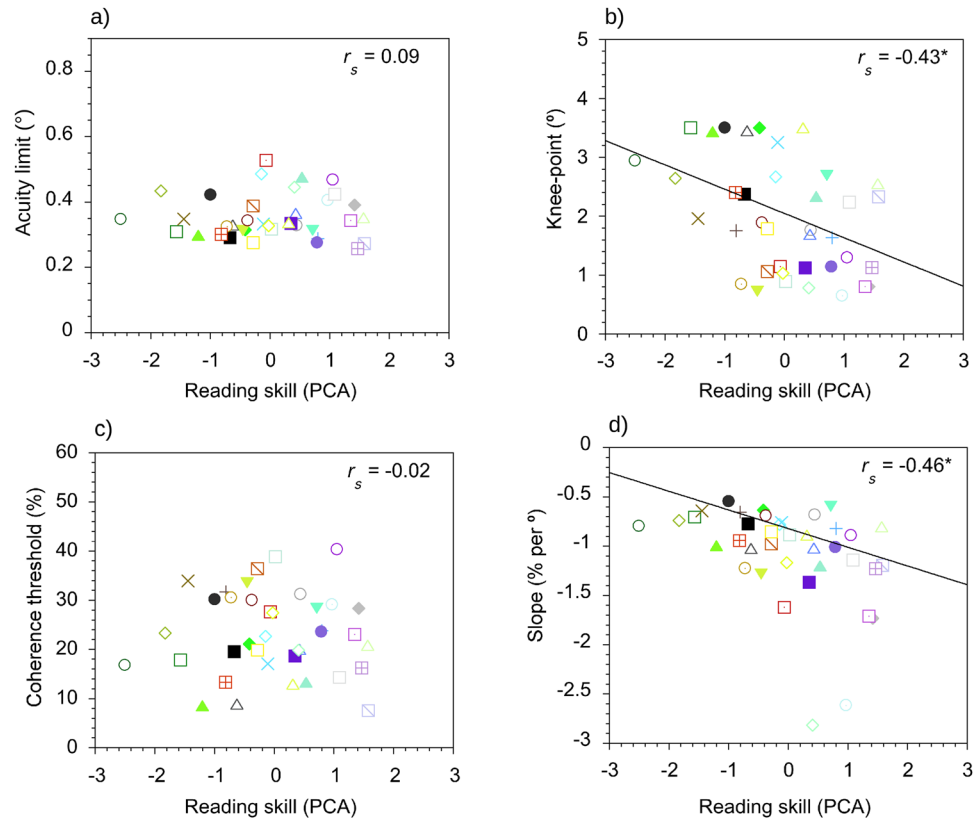 a)
r_s = 0.09
Acuity limit (°)
0.8
0.6
0.4
0.2
0
-3 -2 -1 0 1 2 3
Reading skill (PCA)
b)
r_s = -0.43*
Knee-point (º)
5
4
3
2
1
0
-3 -2 -1 0 1 2 3
Reading skill (PCA)
c)
r_s = -0.02
Coherence threshold (%)
60
50
40
30
20
10
0
-3 -2 -1 0 1 2 3
Reading skill (PCA)
d)
r_s = -0.46*
Slope (% per º)
0
-0.5
-1
-1.5
-2
-2.5
-3
-3 -2 -1 0 1 2 3
Reading skill (PCA)